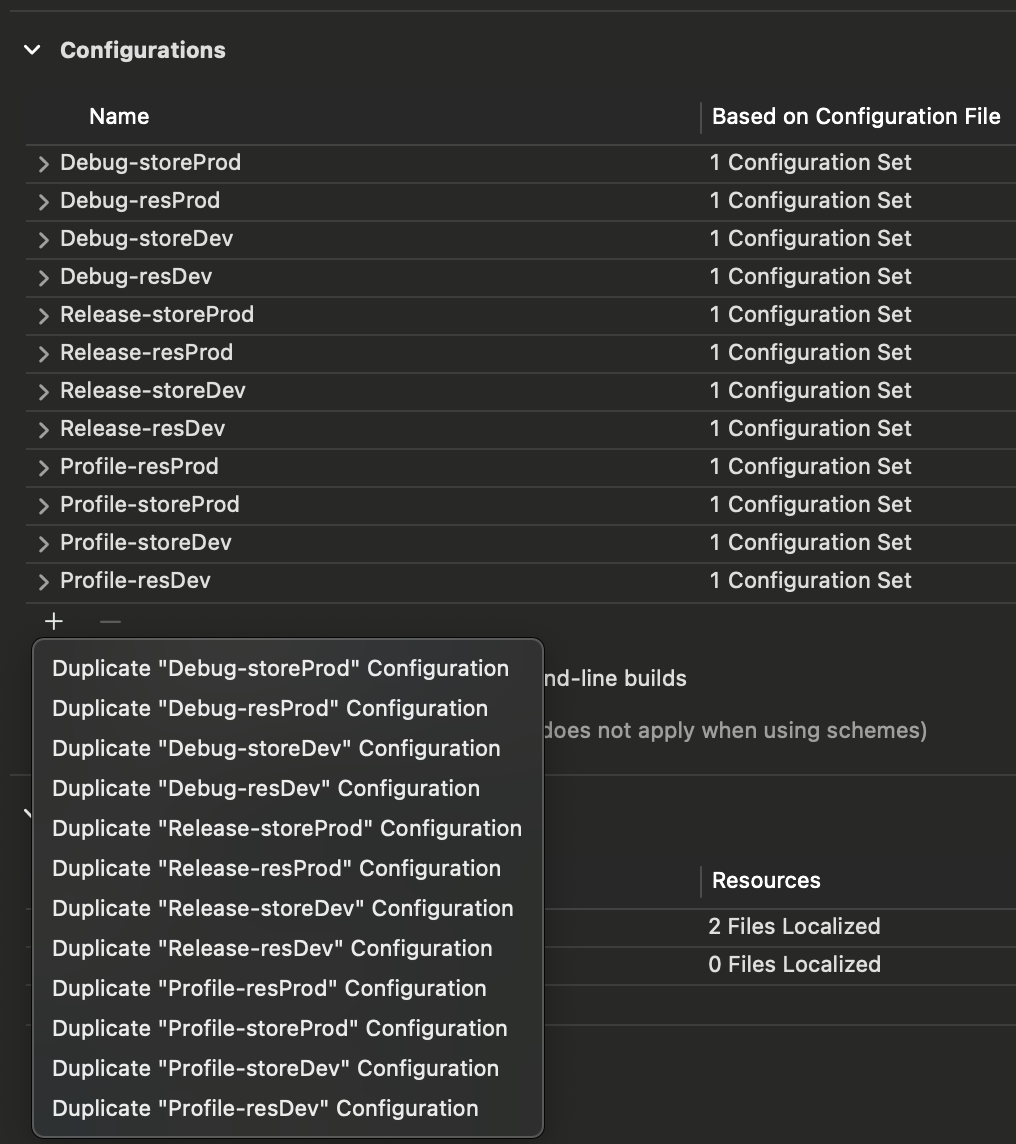 Configurations
Name Based on Configuration File
Debug-storeProd 1 Configuration Set
Debug-resProd 1 Configuration Set
Debug-storeDev 1 Configuration Set
Debug-resDev 1 Configuration Set
Release-storeProd 1 Configuration Set
Release-resProd 1 Configuration Set
Release-storeDev 1 Configuration Set
Release-resDev 1 Configuration Set
Profile-resProd 1 Configuration Set
Profile-storeProd 1 Configuration Set
Profile-storeDev 1 Configuration Set
Profile-resDev 1 Configuration Set
Duplicate "Debug-storeProd" Configuration
Duplicate "Debug-resProd" Configuration
Duplicate "Debug-storeDev" Configuration
Duplicate "Debug-resDev" Configuration
Duplicate "Release-storeProd" Configuration
Duplicate "Release-resProd" Configuration
Duplicate "Release-storeDev" Configuration
Duplicate "Release-resDev" Configuration
Duplicate "Profile-resProd" Configuration
Duplicate "Profile-storeProd" Configuration
Duplicate "Profile-storeDev" Configuration
Duplicate "Profile-resDev" Configuration
nd-line builds
does not apply when using schemes)
Resources
2 Files Localized
0 Files Localized